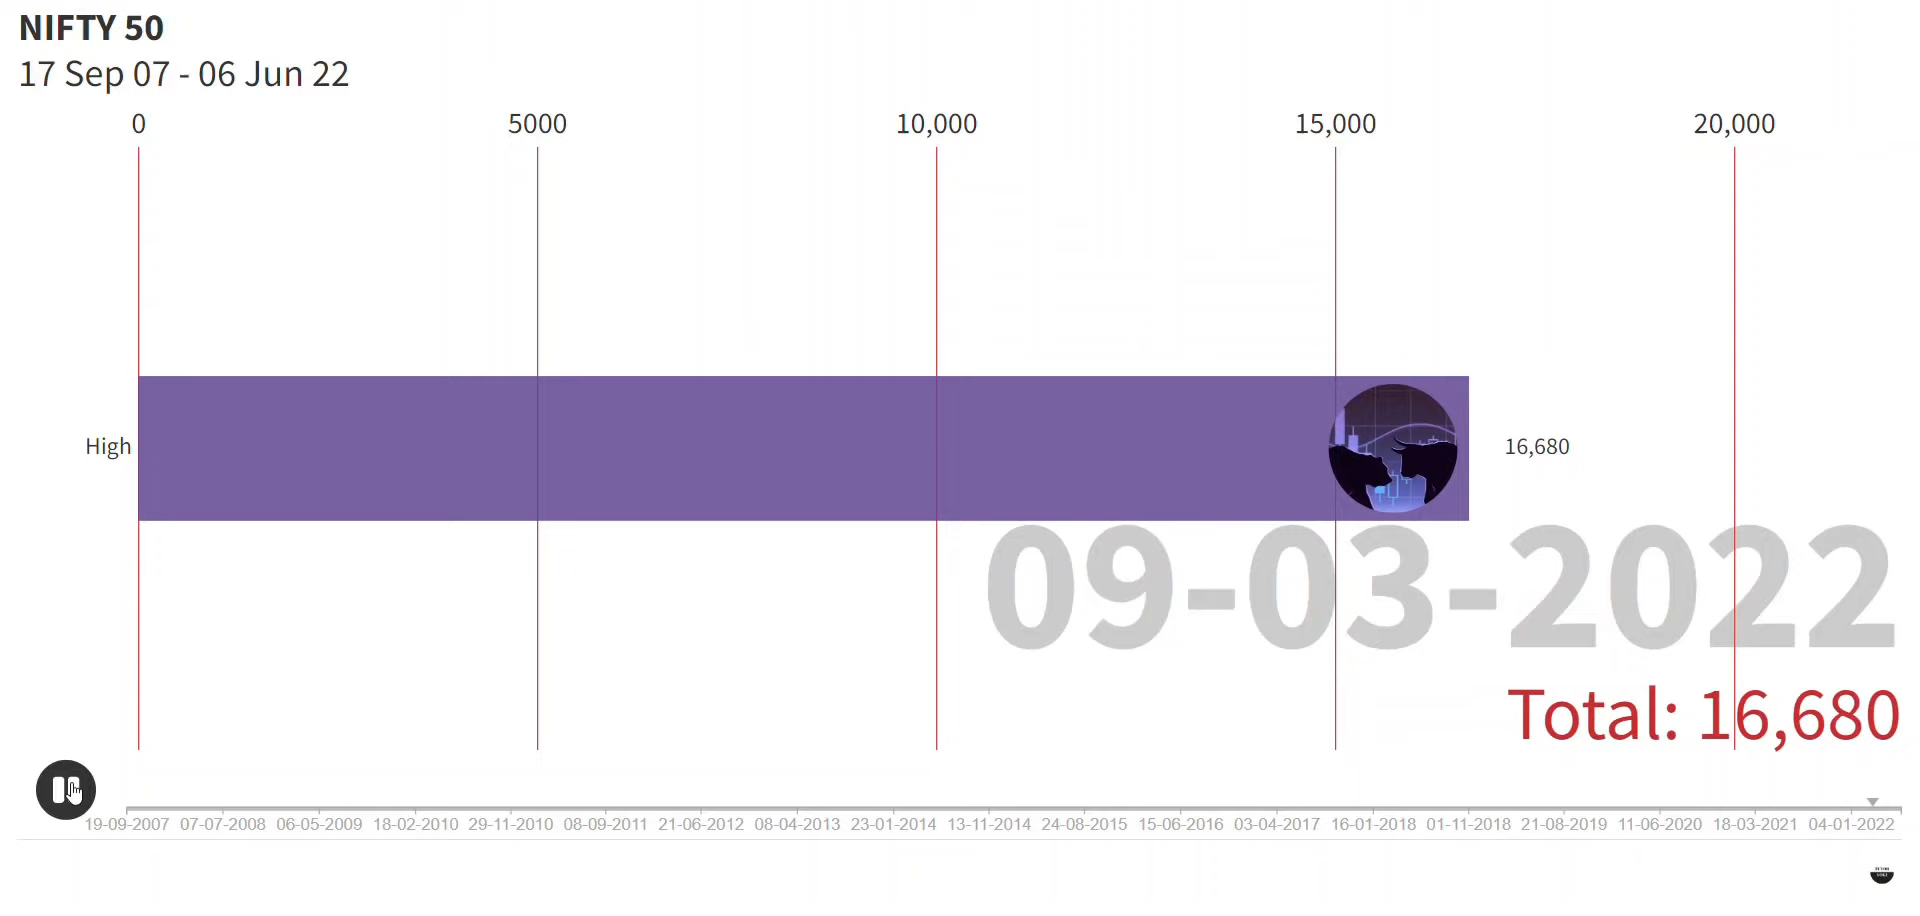 NIFTY 50
17 Sep 07 - 06 Jun 22
0 5000 10,000 15,000 20,000
High 16,680
09-03-2022
Total: 16,680
19-09-2007 07-07-2008 06-05-2009 18-02-2010 29-11-2010 08-09-2011 21-06-2012 08-04-2013 23-01-2014 13-11-2014 24-08-2015 15-06-2016 03-04-2017 16-01-2018 01-11-2018 21-08-2019 11-06-2020 18-03-2021 04-01-2022